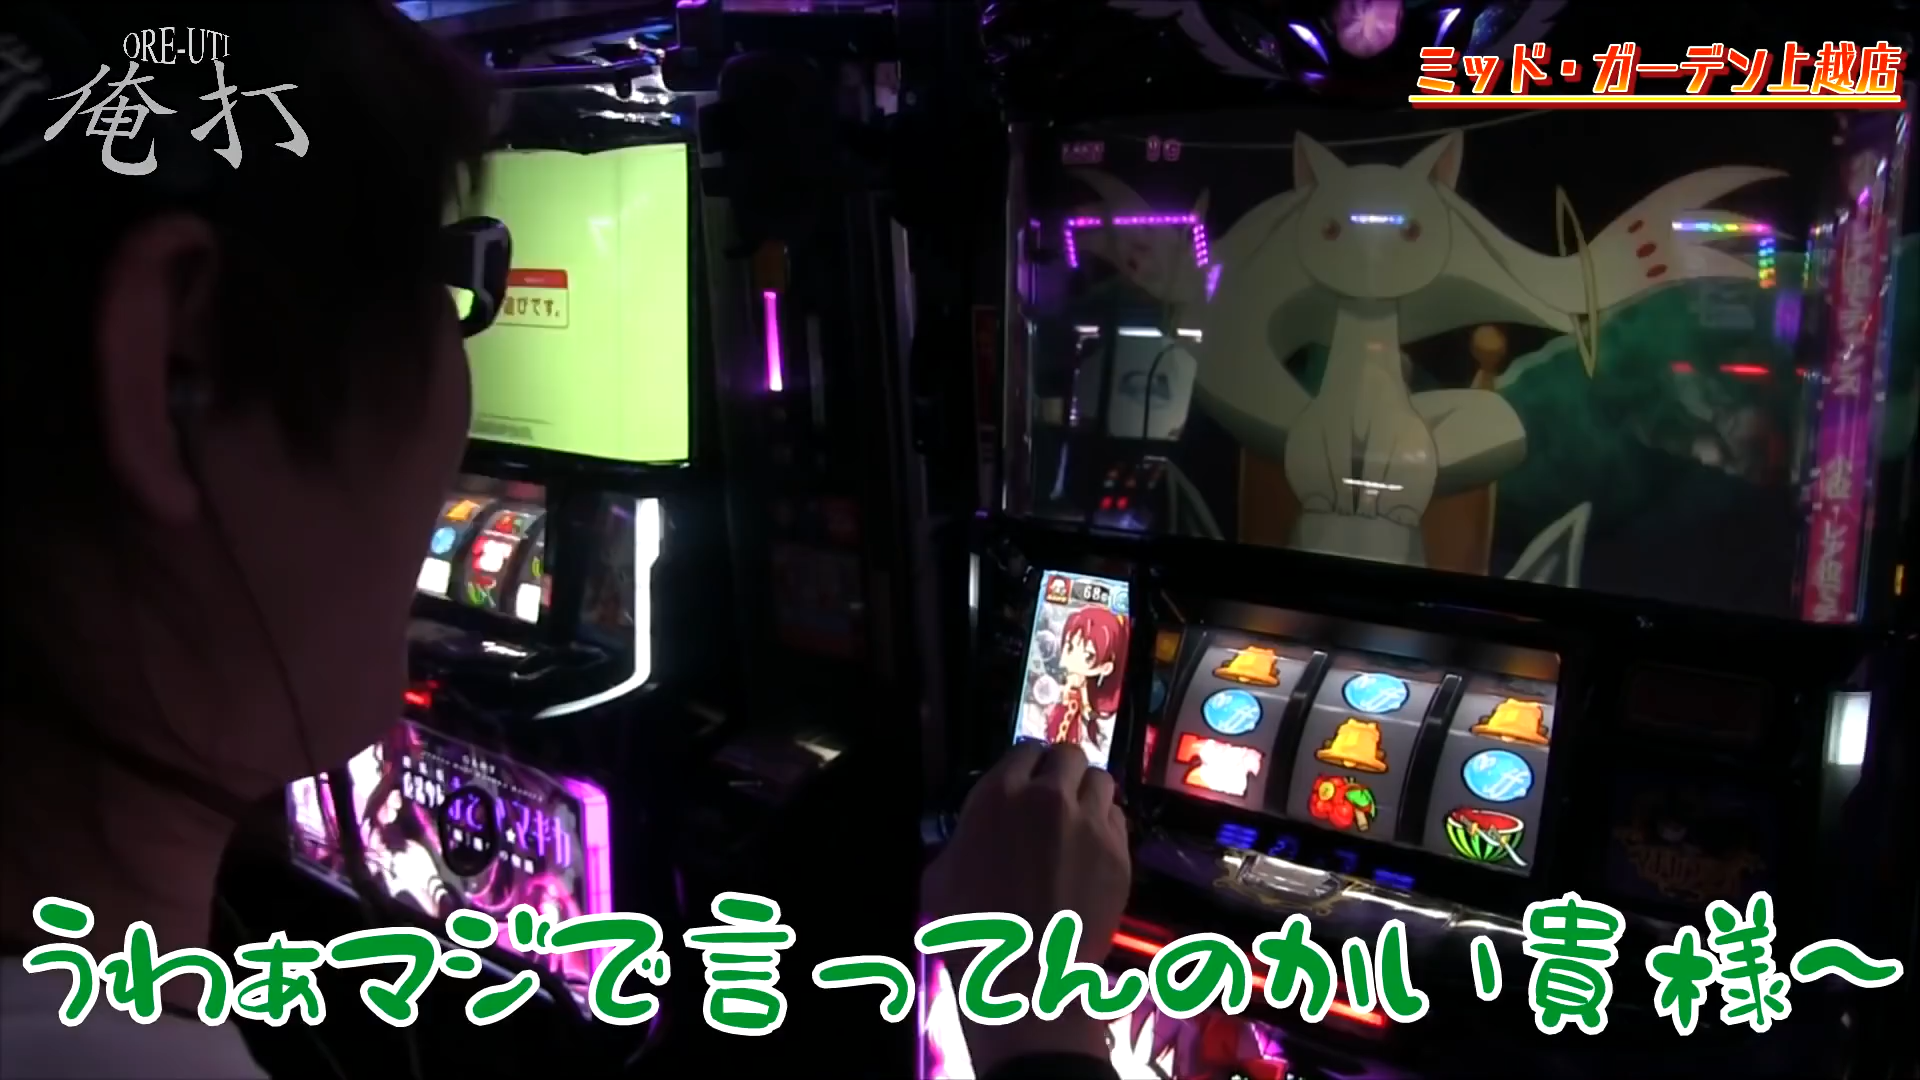 ORE-UTI
俺打
ミッド・ガーデン上越店
遊びです。
68
うわぁマジで言ってんのかい貴様～